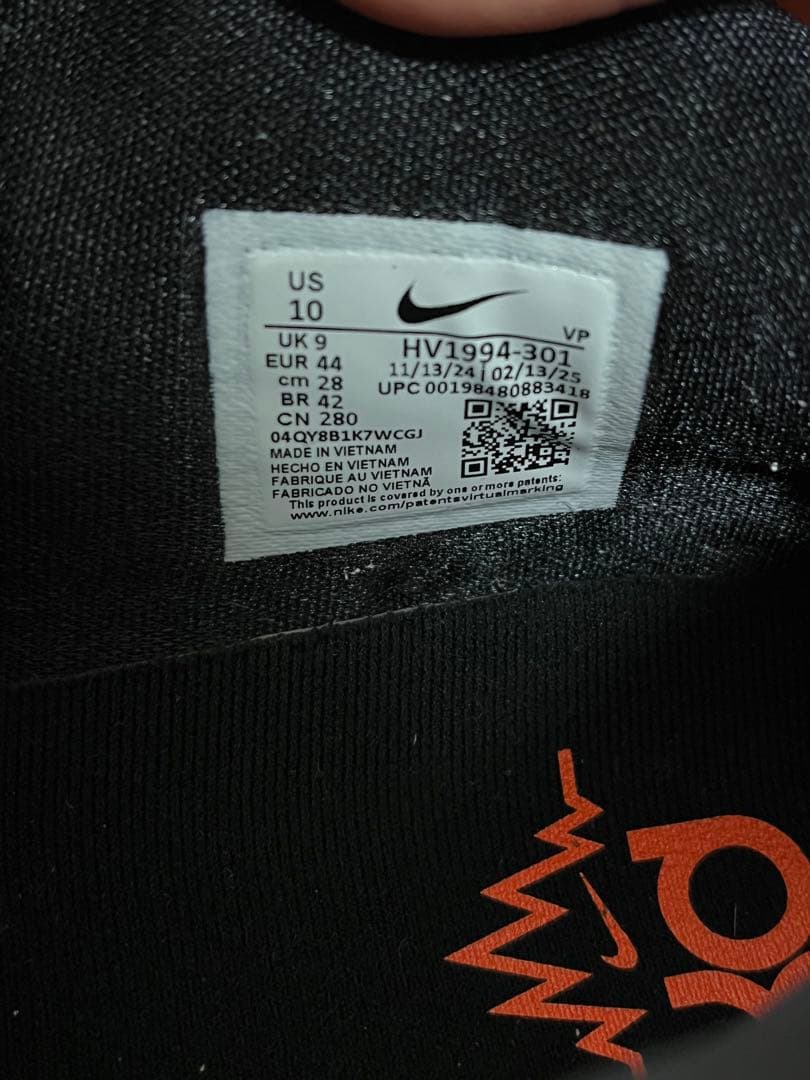 US
10
UK 9
EUR 44
cm 28
BR 42
CN 280
VP
HV1994-301
11/13/24 | 02/13/25
UPC 00198480883418
04QY8B1K7WCGJ
MADE IN VIETNAM
HECHO EN VIETNAM
FABRIQUE AU VIETNAM
FABRICADO NO VIETNÃ
This product is covered by one or more patents:
www.nike.com/patentsvirtualmarking